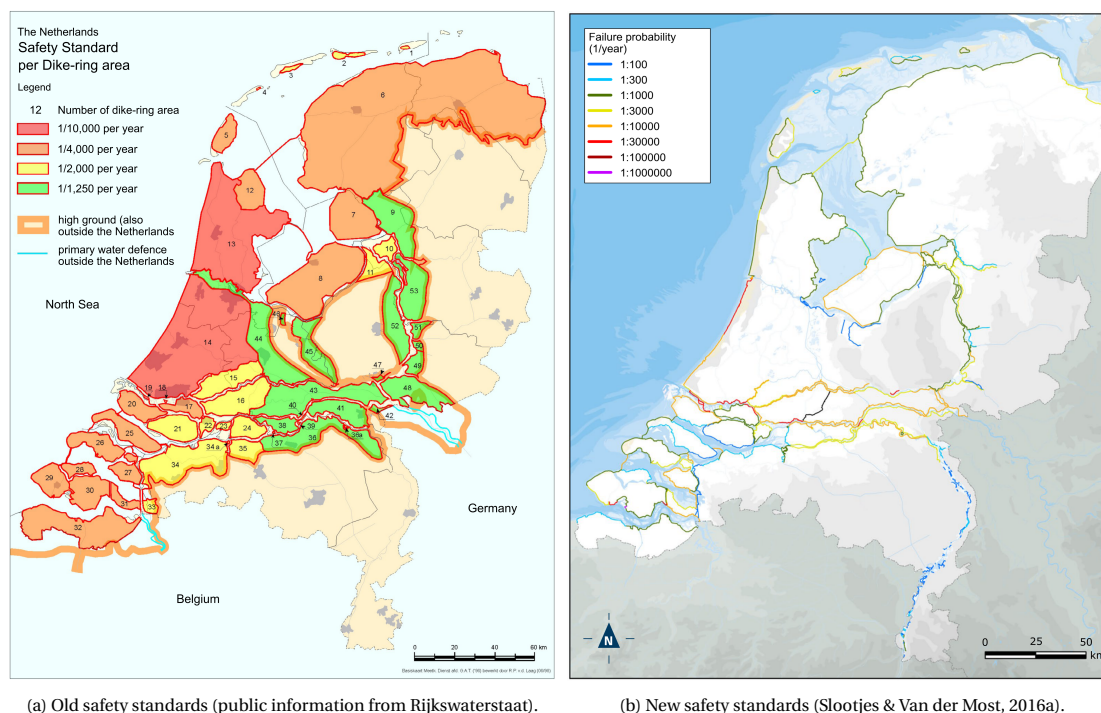 The Netherlands
Safety Standard
per Dike-ring area
Legend
12 Number of dike-ring area
1/10,000 per year
1/4,000 per year
1/2,000 per year
1/1,250 per year
high ground (also
outside the Netherlands
primary water defence
outside the Netherlands
North Sea
Belgium
Germany
1
2
3
4
5
6
12
7
9
13
10
11
8
53
52
46
51
50
14
44
45
49
47
48
19
18
15
43
20
17
16
40
41
42
21
22
23
24
38
39
25
37
36
36a
26
34a
35
34
27
28
29
30
31
33
32
0 20 40 60 km
Failure probability
(1/year)
1:100
1:300
1:1000
1:3000
1:10000
1:30000
1:100000
1:1000000
N
0 25 50
km
(a) Old safety standards (public information from Rijkswaterstaat).
(b) New safety standards (Slootjes & Van der Most, 2016a).